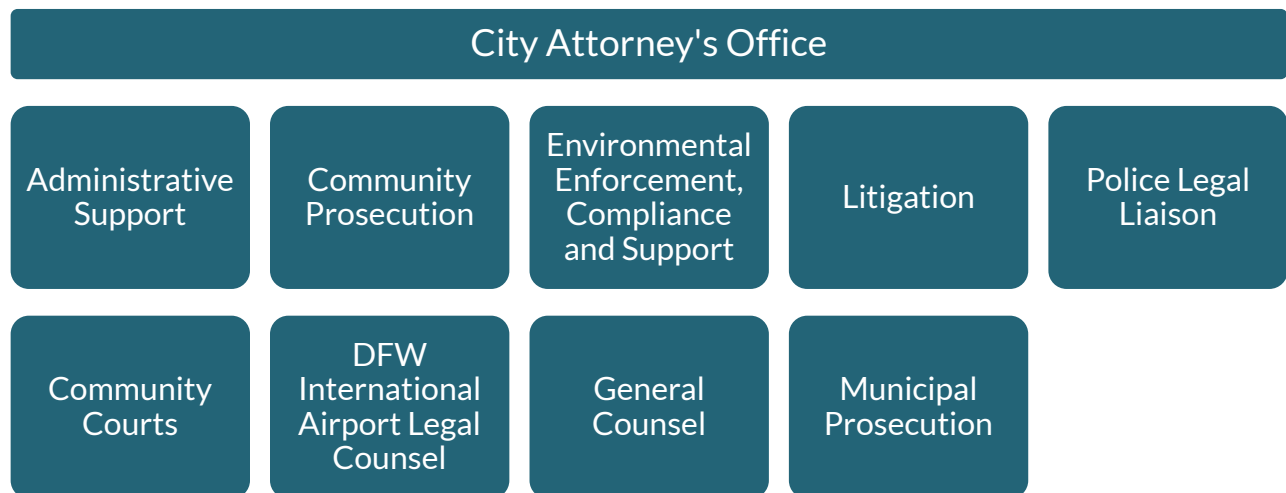 City Attorney's Office
Administrative
Support
Community
Prosecution
Environmental
Enforcement,
Compliance
and Support
Litigation
Police Legal
Liaison
Community
Courts
DFW
International
Airport Legal
Counsel
General
Counsel
Municipal
Prosecution